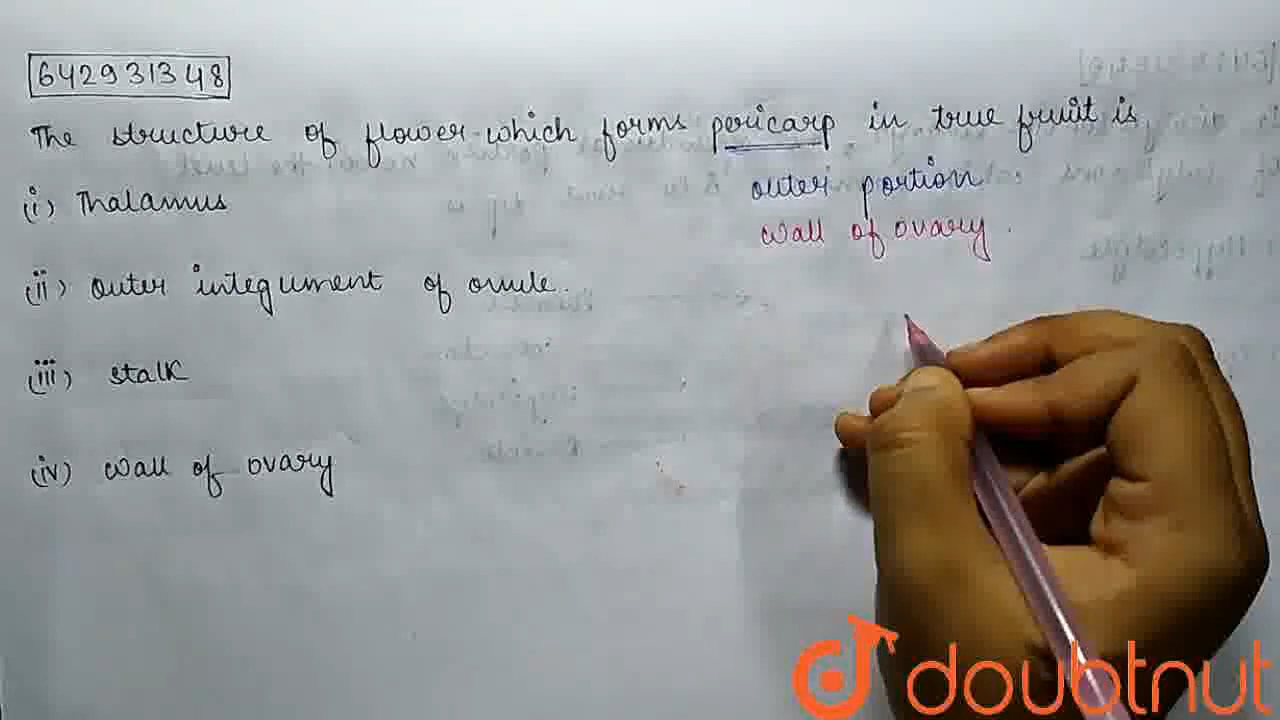 642931348
The structure of flower which forms pericarp in true fruit is
(i) Thalamus
outer portion
wall of ovary.
(ii) outer integument of ovule.
(iii) stalk
(iv) wall of ovary
doubtnut